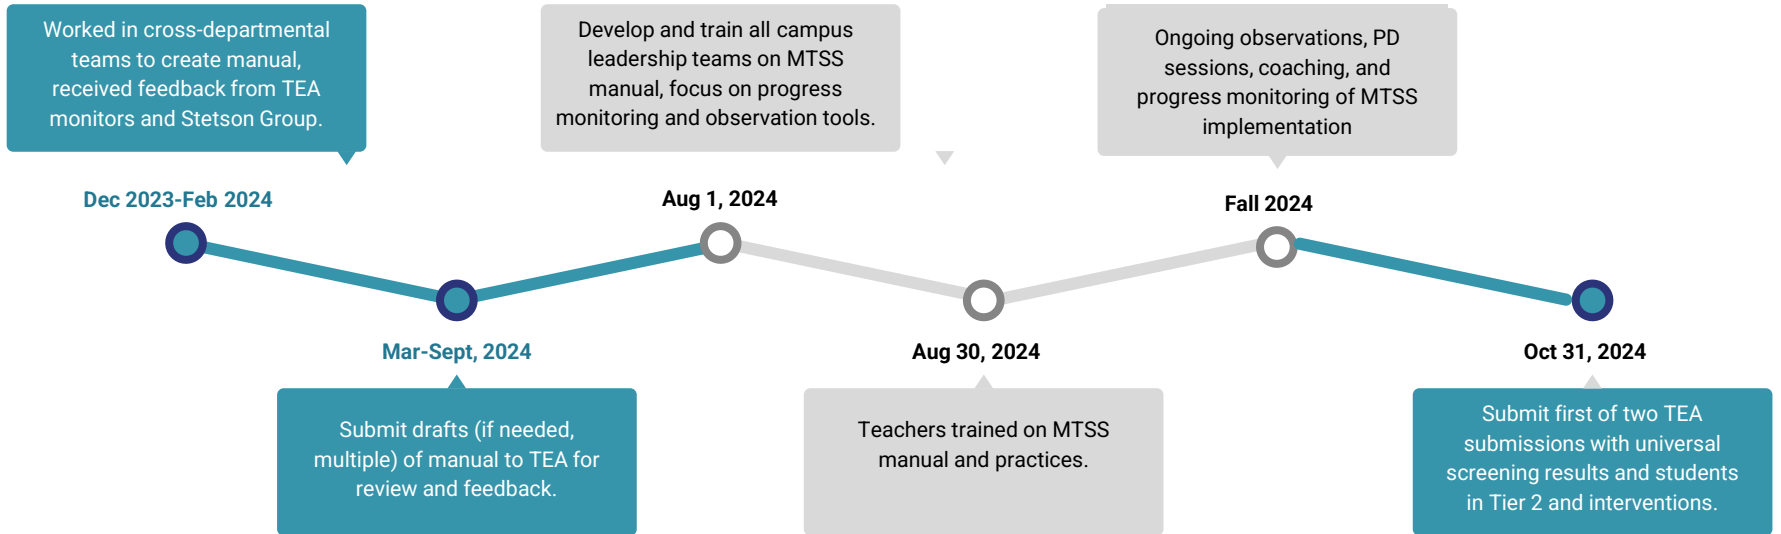 Worked in cross-departmental
teams to create manual,
received feedback from TEA
monitors and Stetson Group.
Dec 2023-Feb 2024
Mar-Sept, 2024
Submit drafts (if needed,
multiple) of manual to TEA for
review and feedback.
Develop and train all campus
leadership teams on MTSS
manual, focus on progress
monitoring and observation tools.
Aug 1, 2024
Aug 30, 2024
Teachers trained on MTSS
manual and practices.
Ongoing observations, PD
sessions, coaching, and
progress monitoring of MTSS
implementation
Fall 2024
Oct 31, 2024
Submit first of two TEA
submissions with universal
screening results and students
in Tier 2 and interventions.